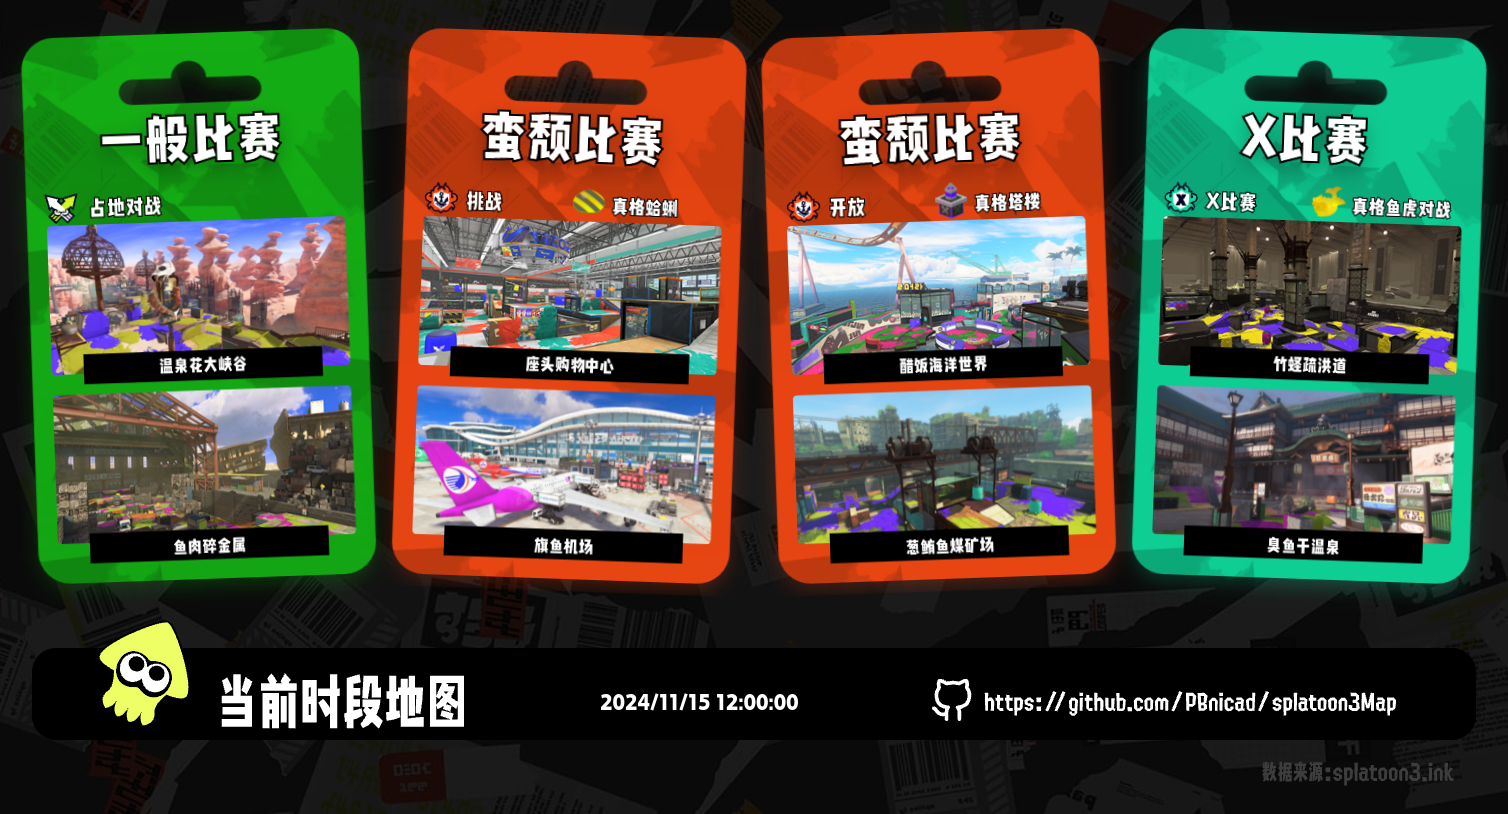 一般比赛
占地对战
温泉花大峡谷
鱼肉碎金属
蛮颓比赛
挑战
真格蛤蜊
座头购物中心
旗鱼机场
蛮颓比赛
开放
真格塔楼
醋饭海洋世界
葱鲔鱼煤矿场
X比赛
X比赛
真格鱼虎对战
竹蛏疏洪道
臭鱼干温泉
当前时段地图
2024/11/15 12:00:00
https://github.com/PBnicad/splatoon3Map
数据来源:splatoon3.ink